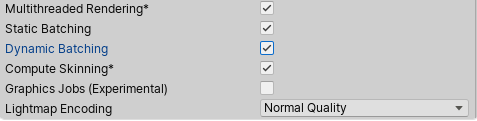 Multithreaded Rendering*
Static Batching
Dynamic Batching
Compute Skinning*
Graphics Jobs (Experimental)
Lightmap Encoding Normal Quality